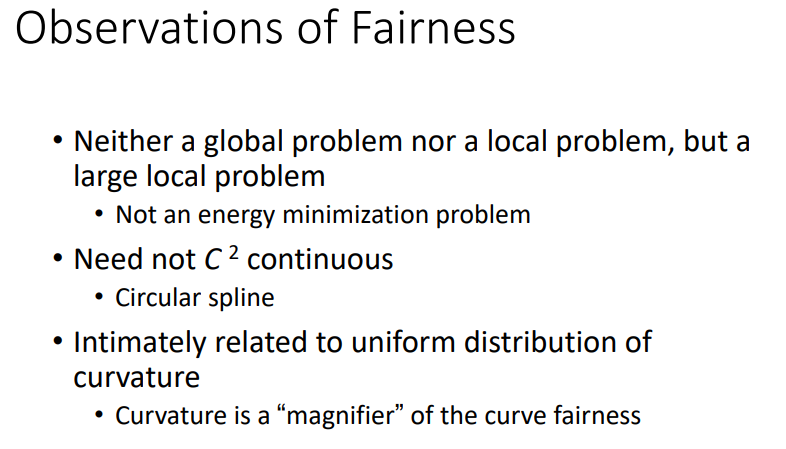 Observations of Fairness
• Neither a global problem nor a local problem, but a
large local problem
• Not an energy minimization problem
• Need not C ² continuous
• Circular spline
• Intimately related to uniform distribution of
curvature
• Curvature is a “magnifier” of the curve fairness